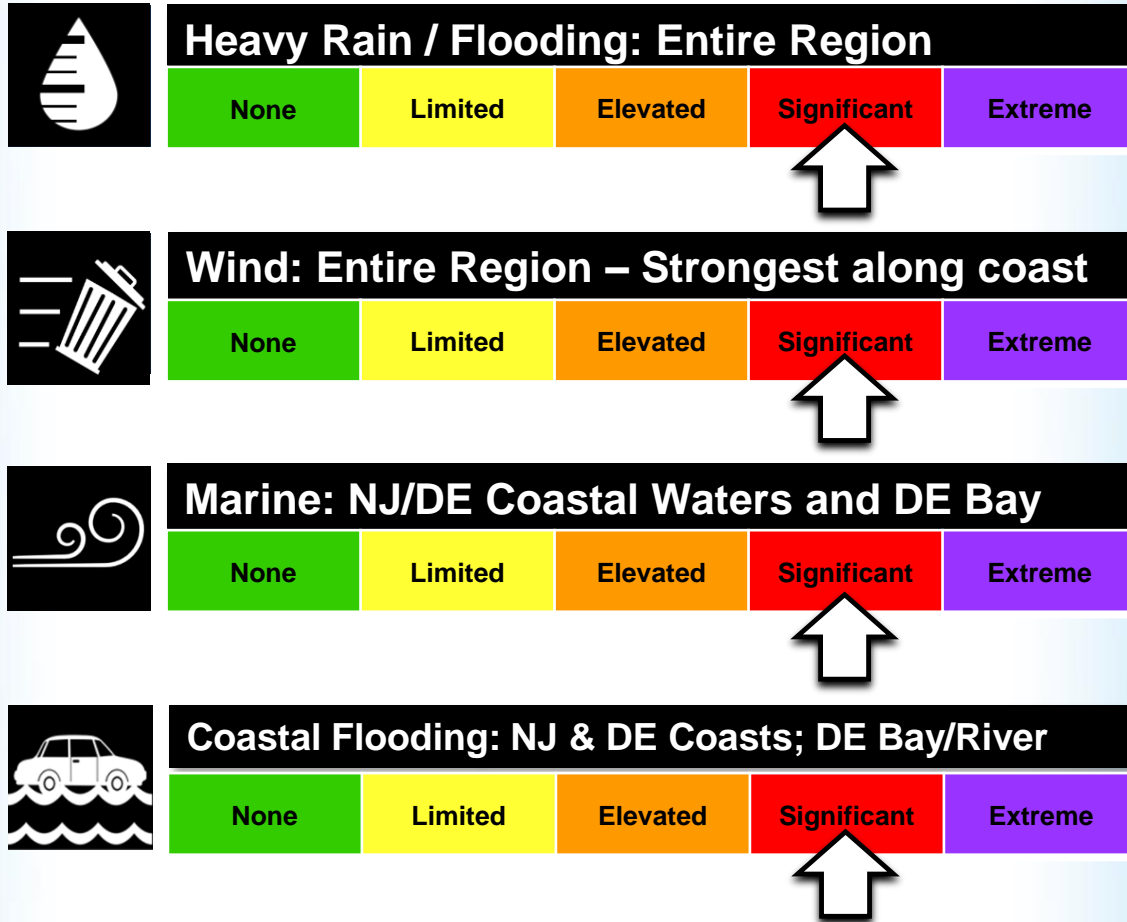 Heavy Rain / Flooding: Entire Region
None Limited Elevated Significant Extreme
Wind: Entire Region – Strongest along coast
None Limited Elevated Significant Extreme
Marine: NJ/DE Coastal Waters and DE Bay
None Limited Elevated Significant Extreme
Coastal Flooding: NJ & DE Coasts; DE Bay/River
None Limited Elevated Significant Extreme